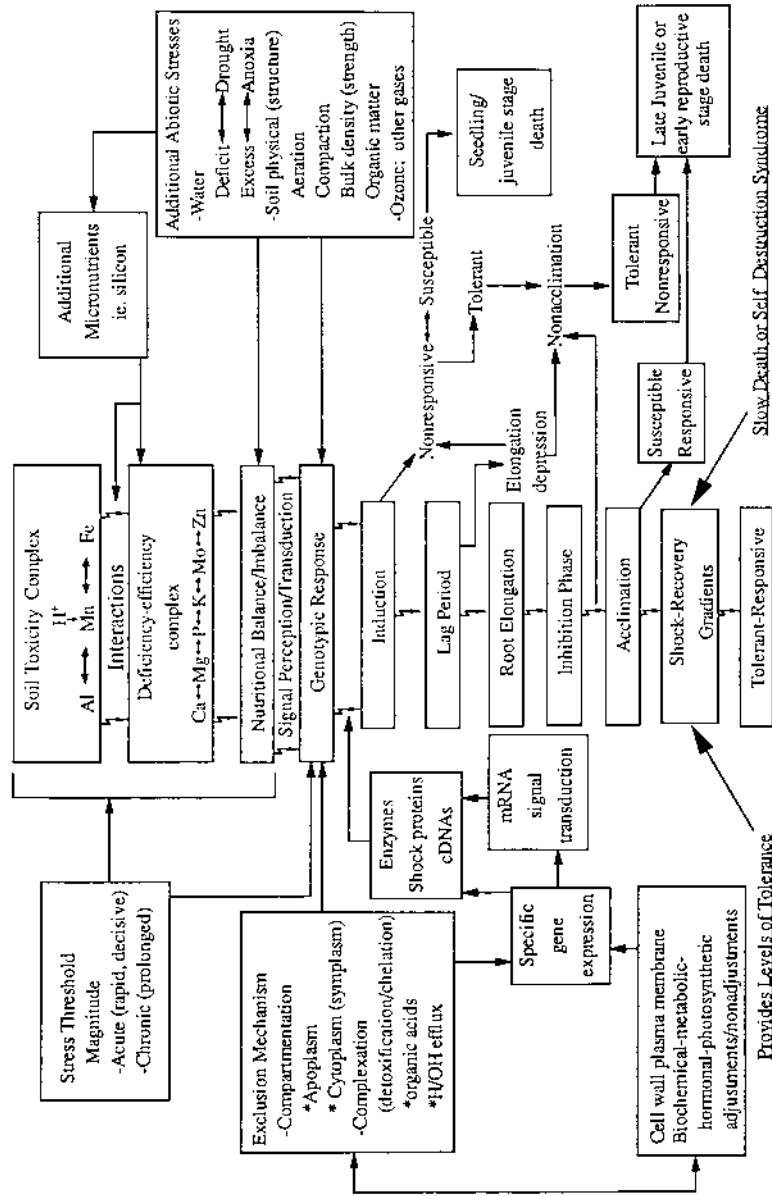 Soil Toxicity Complex
H+
Al Mn Fe
Interactions
Deficiency-efficiency
complex
Ca↔Mg↔P↔K↔Mo↔Zn
Nutritional Balance/Imbalance
Signal Perception/Transduction
Genotypic Response
Induction
Lag Period
Root Elongation
Inhibition Phase
Acclimation
Shock-Recovery
Gradients
Tolerant-Responsive
Stress Threshold
Magnitude
-Acute (rapid, decisive)
-Chronic (prolonged)
Exclusion Mechanism
-Compartmentation
*Apoplasm
* Cytoplasm (symplasm)
-Complexation
(detoxification/chelation)
*organic acids
*H/OH efflux
Enzymes
Shock proteins
cDNAs
mRNA
signal
transduction
Specific
gene
expression
Cell wall plasma membrane
Biochemical-metabolic-
hormonal-photosynthetic
adjustments/nonadjustments
Provides Levels of Tolerance
Additional
Micronutrients
ie. silicon
Additional Abiotic Stresses
-Water
Deficit Drought
Excess Anoxia
-Soil physical (structure)
Aeration
Compaction
Bulk density (strength)
Organic matter
-Ozone; other gases
Nonresponsive Susceptible
Tolerant
Elongation
depression
Nonacclimation
Seedling/
juvenile stage
death
Tolerant
Nonresponsive
Susceptible
Responsive
Late Juvenile or
early reproductive
stage death
Slow Death or Self Destruction Syndrome